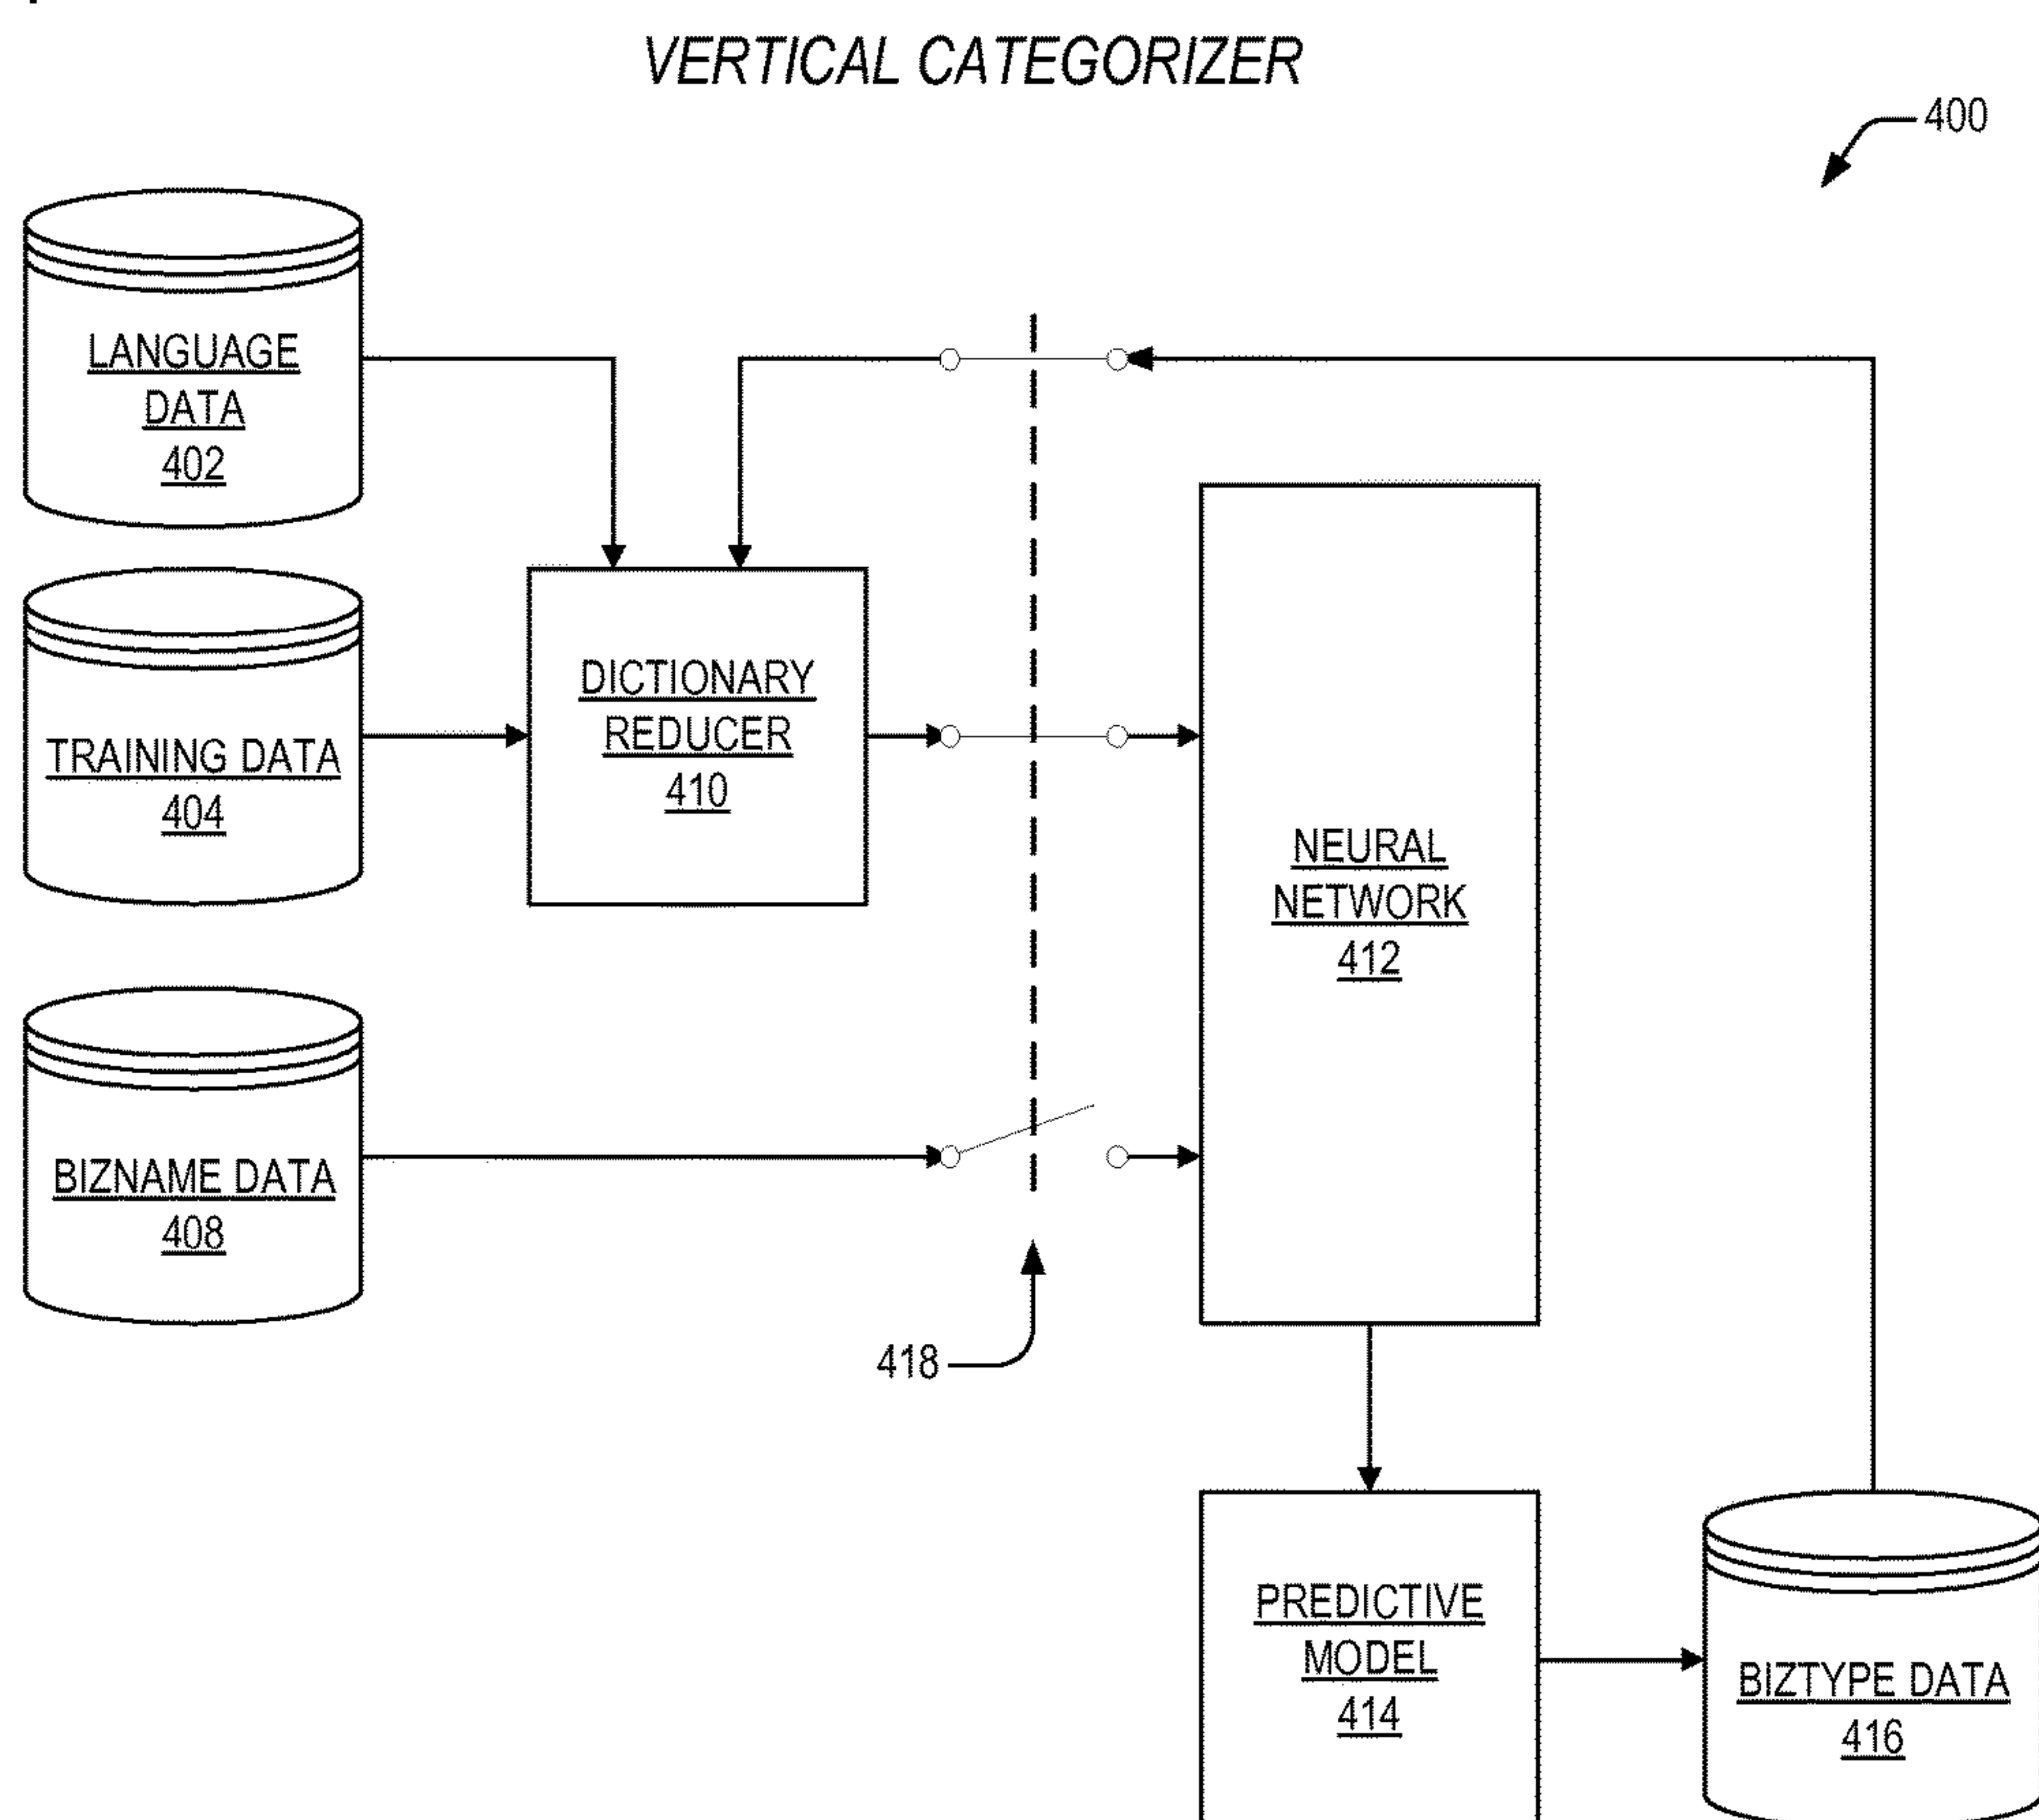 VERTICAL CATEGORIZER
400
LANGUAGE
DATA
402
TRAINING DATA
404
DICTIONARY
REDUCER
410
NEURAL
NETWORK
412
BIZNAME DATA
408
418
PREDICTIVE
MODEL
414
BIZTYPE DATA
416